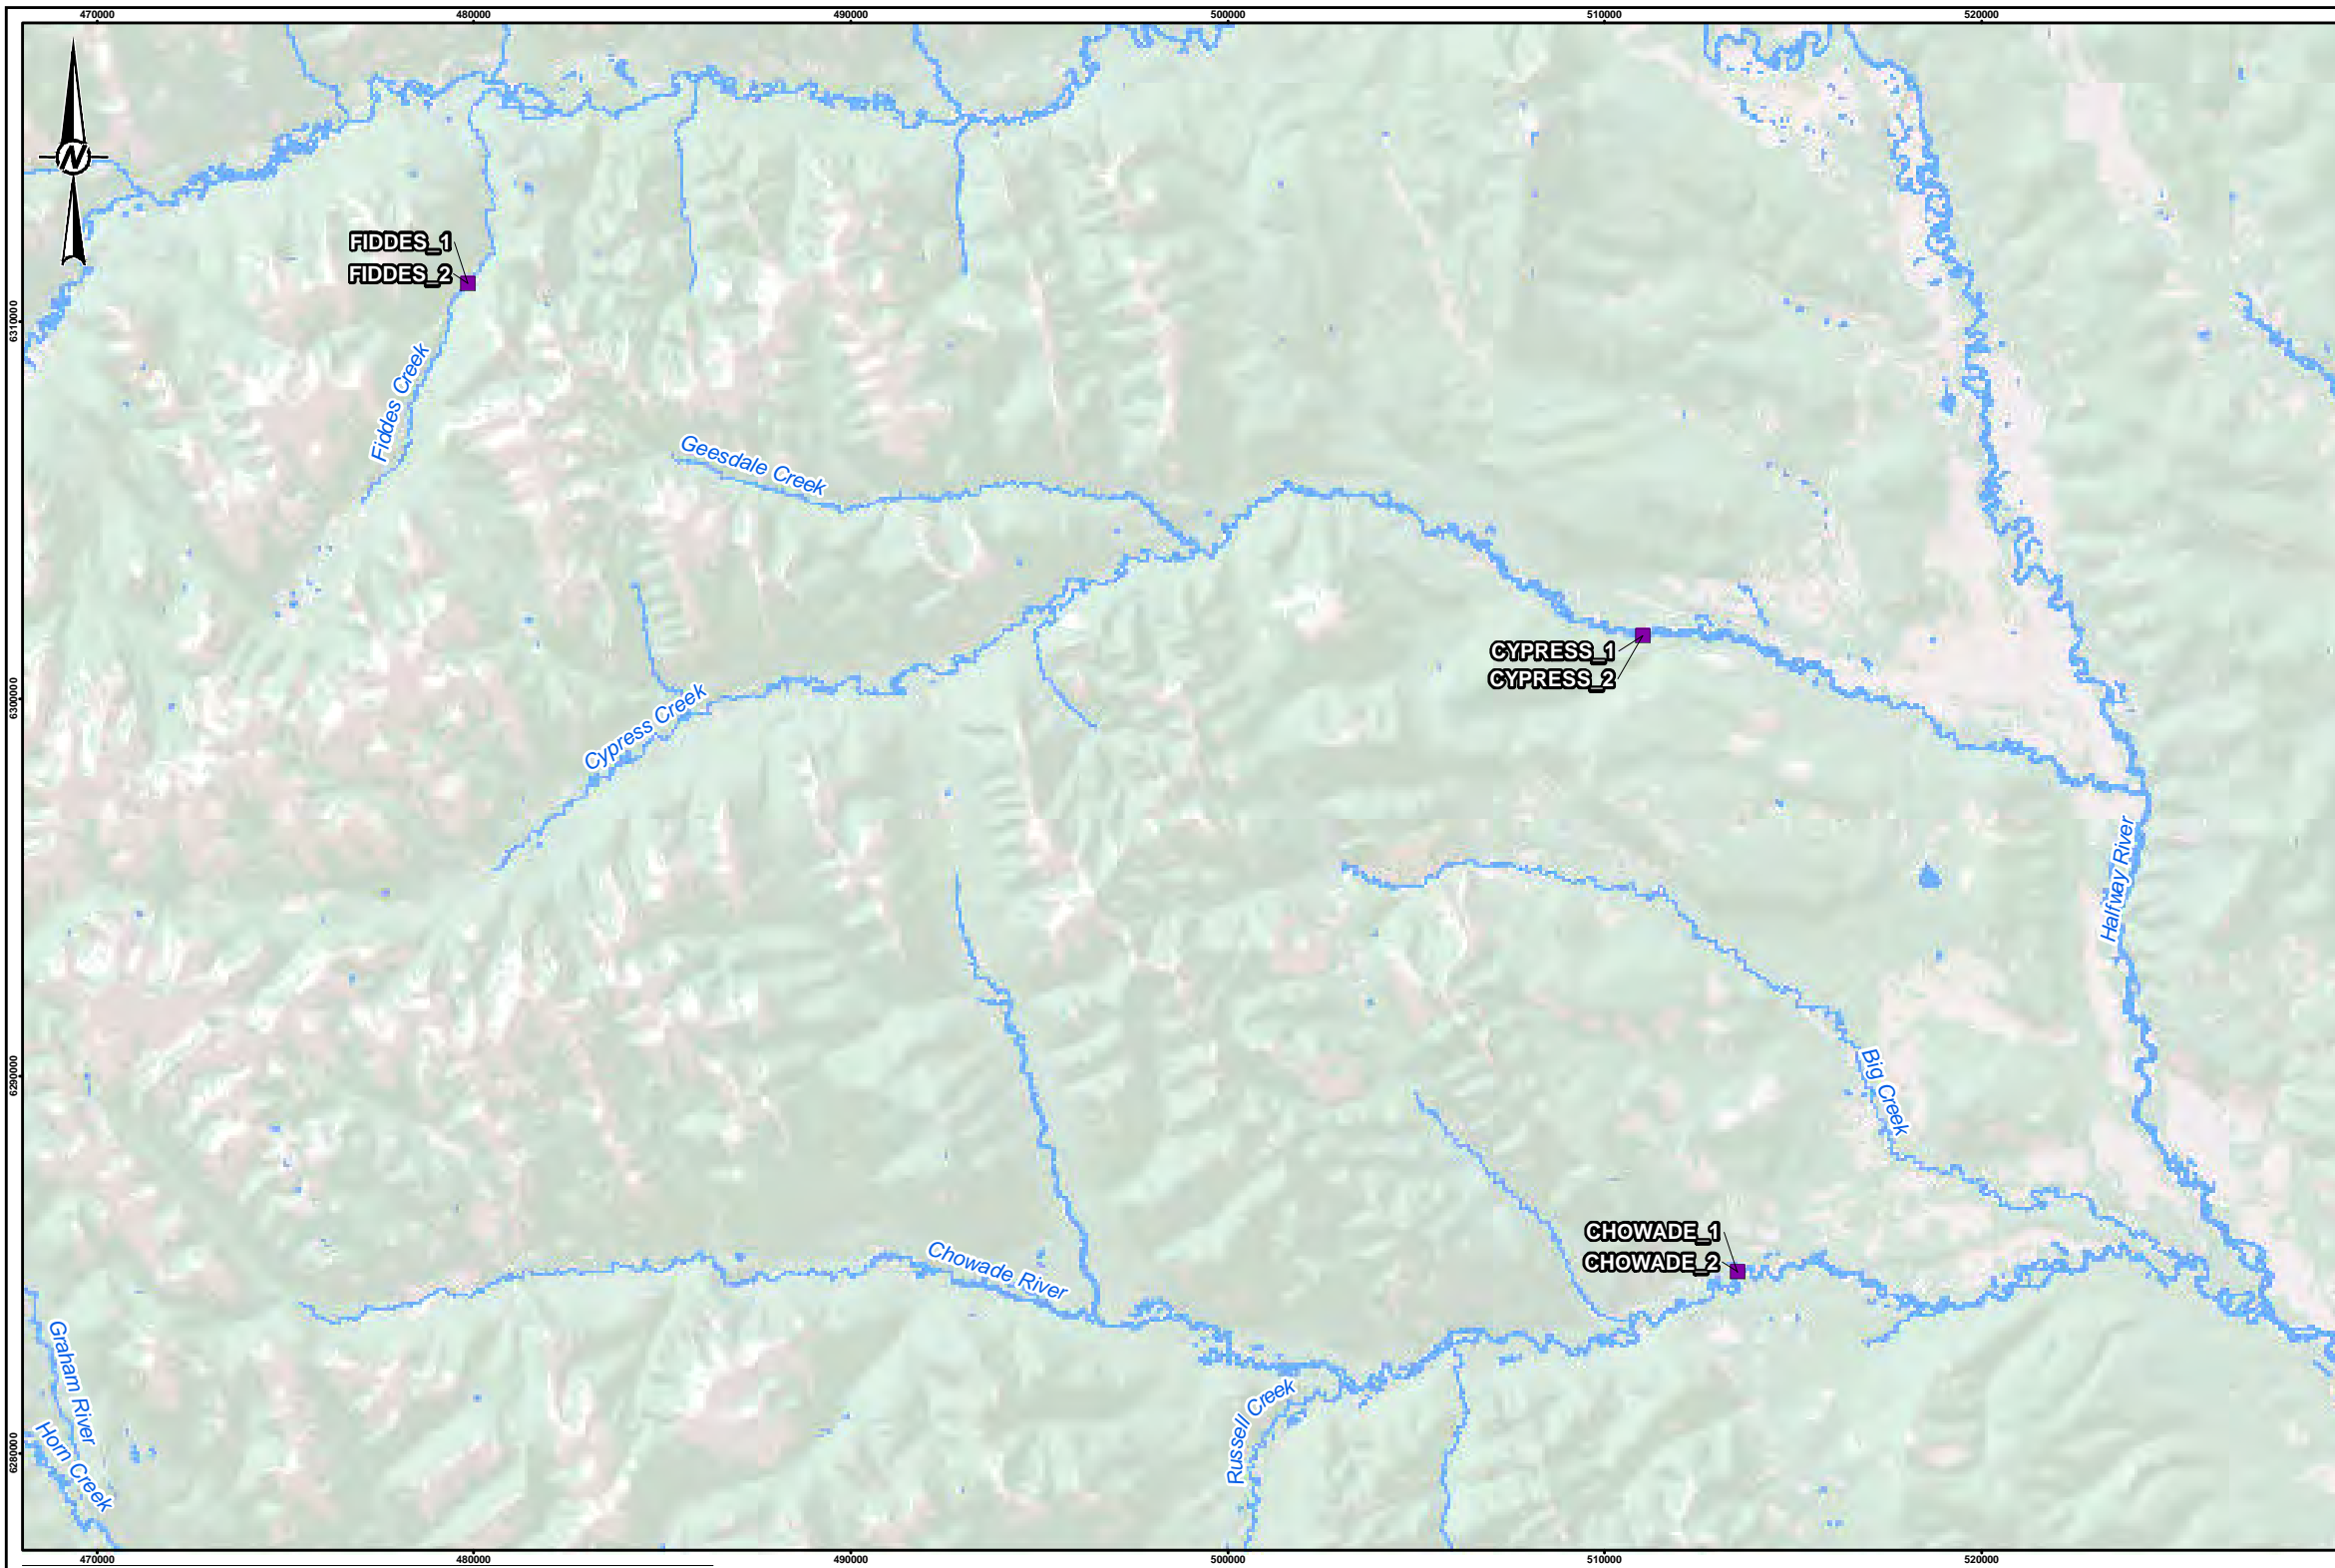 470000
480000
490000
500000
510000
520000
N
FIDDES_1
FIDDES_2
6310000
Fiddes Creek
Geesdale Creek
CYPRESS_1
CYPRESS_2
6300000
Cypress Creek
Halfway River
6290000
Big Creek
CHOWADE_1
CHOWADE_2
Chowade River
Graham River
Horn Creek
Russell Creek
6280000
470000
480000
490000
500000
510000
520000